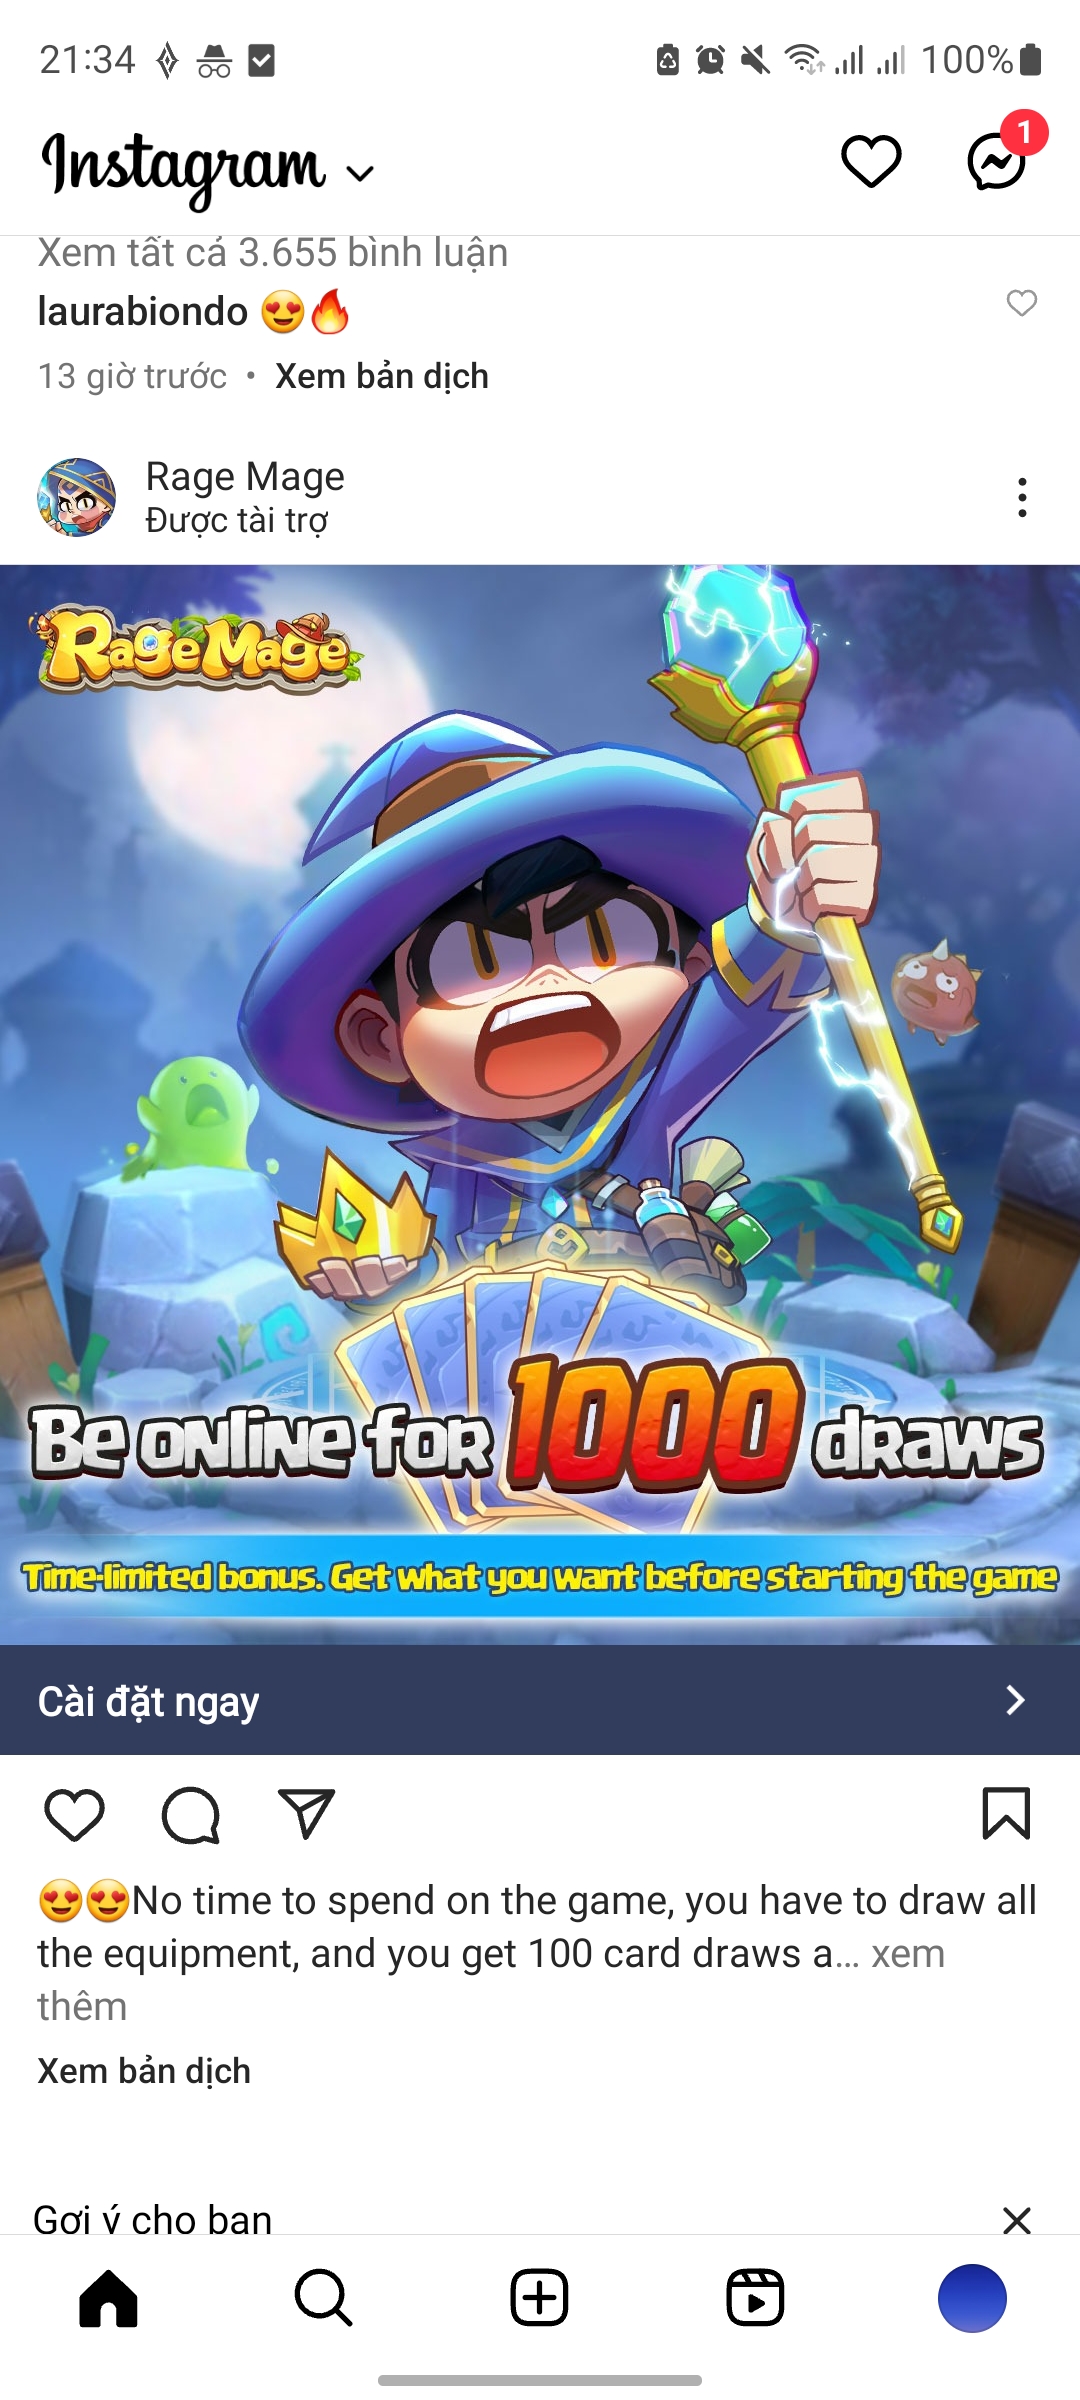 21:34
100%
Instagram
1
Xem tất cả 3.655 bình luận
laurabiondo 😍🔥
13 giờ trước • Xem bản dịch
Rage Mage
Được tài trợ
Rage Mage
Be online for 1000 draws
Time-limited bonus. Get what you want before starting the game
Cài đặt ngay
😍😍No time to spend on the game, you have to draw all
the equipment, and you get 100 card draws a... xem
thêm
Xem bản dịch
Gợi ý cho bạn